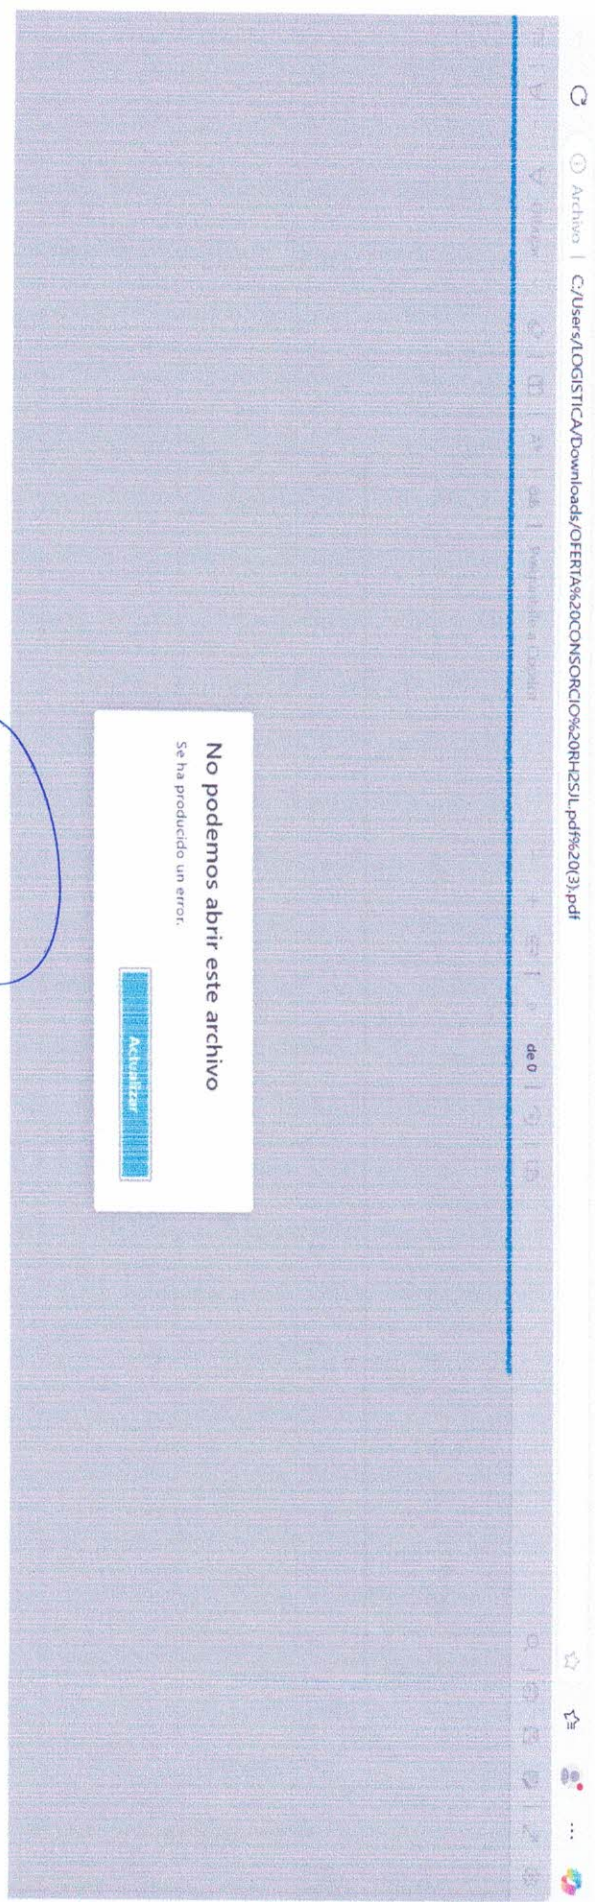 Archivo | C:/Users/LOGISTICA/Downloads/OFERTA%20CONSORCIO%20RH2SJL.pdf%20(3).pdf
de 0
No podemos abrir este archivo
Se ha producido un error.
Actualizar